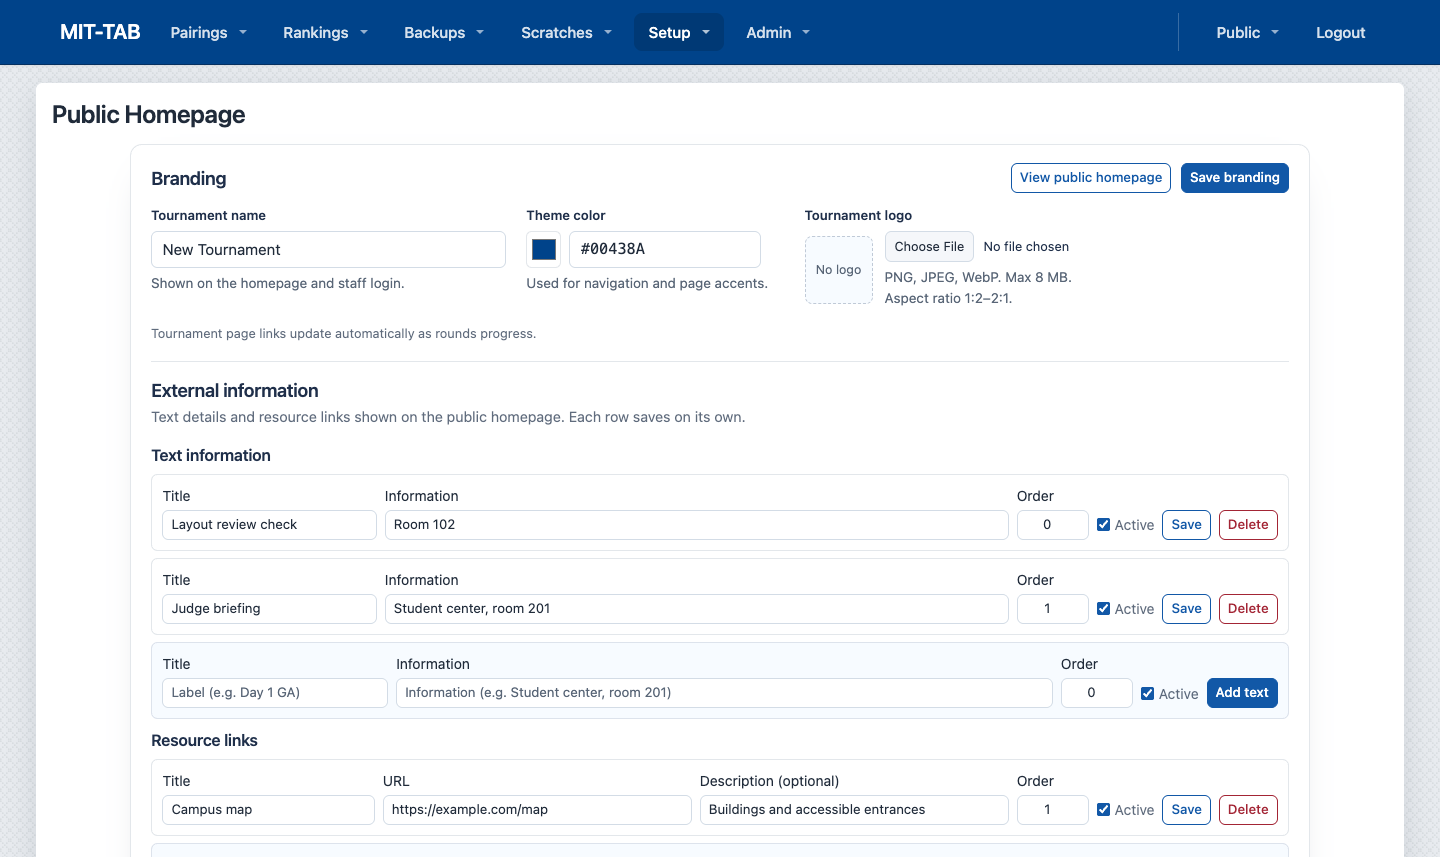 MIT-TAB Pairings Rankings Backups Scratches Setup Admin Public Logout
Public Homepage
Branding View public homepage Save branding
Tournament name Theme color Tournament logo
New Tournament #00438A No logo Choose File No file chosen
Shown on the homepage and staff login. Used for navigation and page accents. PNG, JPEG, WebP. Max 8 MB.
Aspect ratio 1:2–2:1.
Tournament page links update automatically as rounds progress.
External information
Text details and resource links shown on the public homepage. Each row saves on its own.
Text information
Title Information Order
Layout review check Room 102 0 Active Save Delete
Title Information Order
Judge briefing Student center, room 201 1 Active Save Delete
Title Information Order
Label (e.g. Day 1 GA) Information (e.g. Student center, room 201) 0 Active Add text
Resource links
Title URL Description (optional) Order
Campus map https://example.com/map Buildings and accessible entrances 1 Active Save Delete